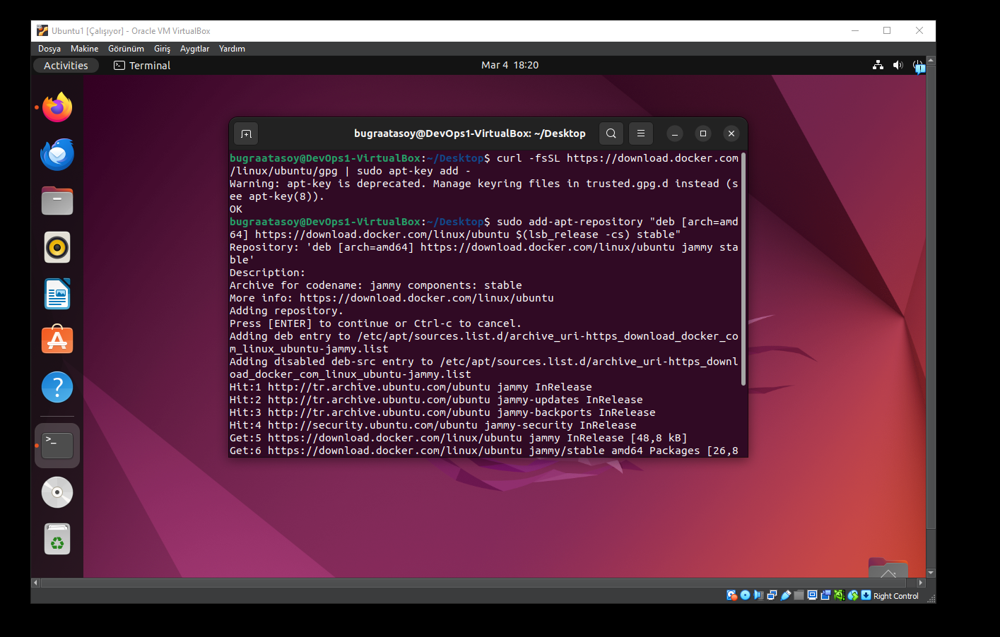 Ubuntu1 [Çalışıyor] - Oracle VM VirtualBox
Dosya Makine Görünüm Giriş Aygıtlar Yardım
Activities Terminal Mar 4 18:20
bugraatasoy@DevOps1-VirtualBox: ~/Desktop
bugraatasoy@DevOps1-VirtualBox:~/Desktop$ curl -fsSL https://download.docker.com
/linux/ubuntu/gpg | sudo apt-key add -
Warning: apt-key is deprecated. Manage keyring files in trusted.gpg.d instead (s
ee apt-key(8)).
OK
bugraatasoy@DevOps1-VirtualBox:~/Desktop$ sudo add-apt-repository "deb [arch=amd
64] https://download.docker.com/linux/ubuntu $(lsb_release -cs) stable"
Repository: 'deb [arch=amd64] https://download.docker.com/linux/ubuntu jammy sta
ble'
Description:
Archive for codename: jammy components: stable
More info: https://download.docker.com/linux/ubuntu
Adding repository.
Press [ENTER] to continue or Ctrl-c to cancel.
Adding deb entry to /etc/apt/sources.list.d/archive_uri-https_download_docker_co
m_linux_ubuntu-jammy.list
Adding disabled deb-src entry to /etc/apt/sources.list.d/archive_uri-https_downl
oad_docker_com_linux_ubuntu-jammy.list
Hit:1 http://tr.archive.ubuntu.com/ubuntu jammy InRelease
Hit:2 http://tr.archive.ubuntu.com/ubuntu jammy-updates InRelease
Hit:3 http://tr.archive.ubuntu.com/ubuntu jammy-backports InRelease
Hit:4 http://security.ubuntu.com/ubuntu jammy-security InRelease
Get:5 https://download.docker.com/linux/ubuntu jammy InRelease [48,8 kB]
Get:6 https://download.docker.com/linux/ubuntu jammy/stable amd64 Packages [26,8
Right Control